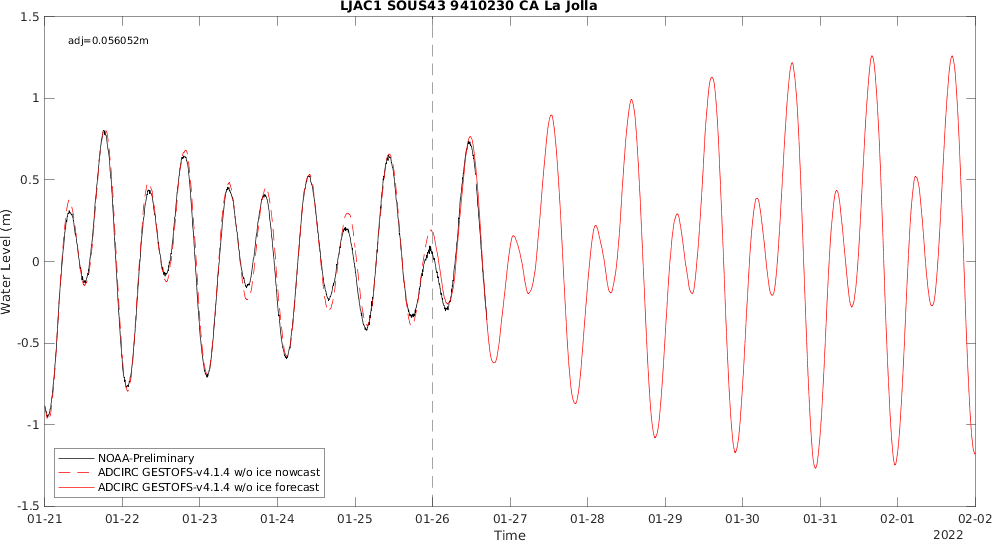 LJAC1 SOUS43 9410230 CA La Jolla
adj=0.056052m
1.5
1
0.5
0
-0.5
-1
-1.5
Water Level (m)
NOAA-Preliminary
ADCIRC GESTOFS-v4.1.4 w/o ice nowcast
ADCIRC GESTOFS-v4.1.4 w/o ice forecast
01-21 01-22 01-23 01-24 01-25 01-26 01-27 01-28 01-29 01-30 01-31 02-01 02-02
Time
2022